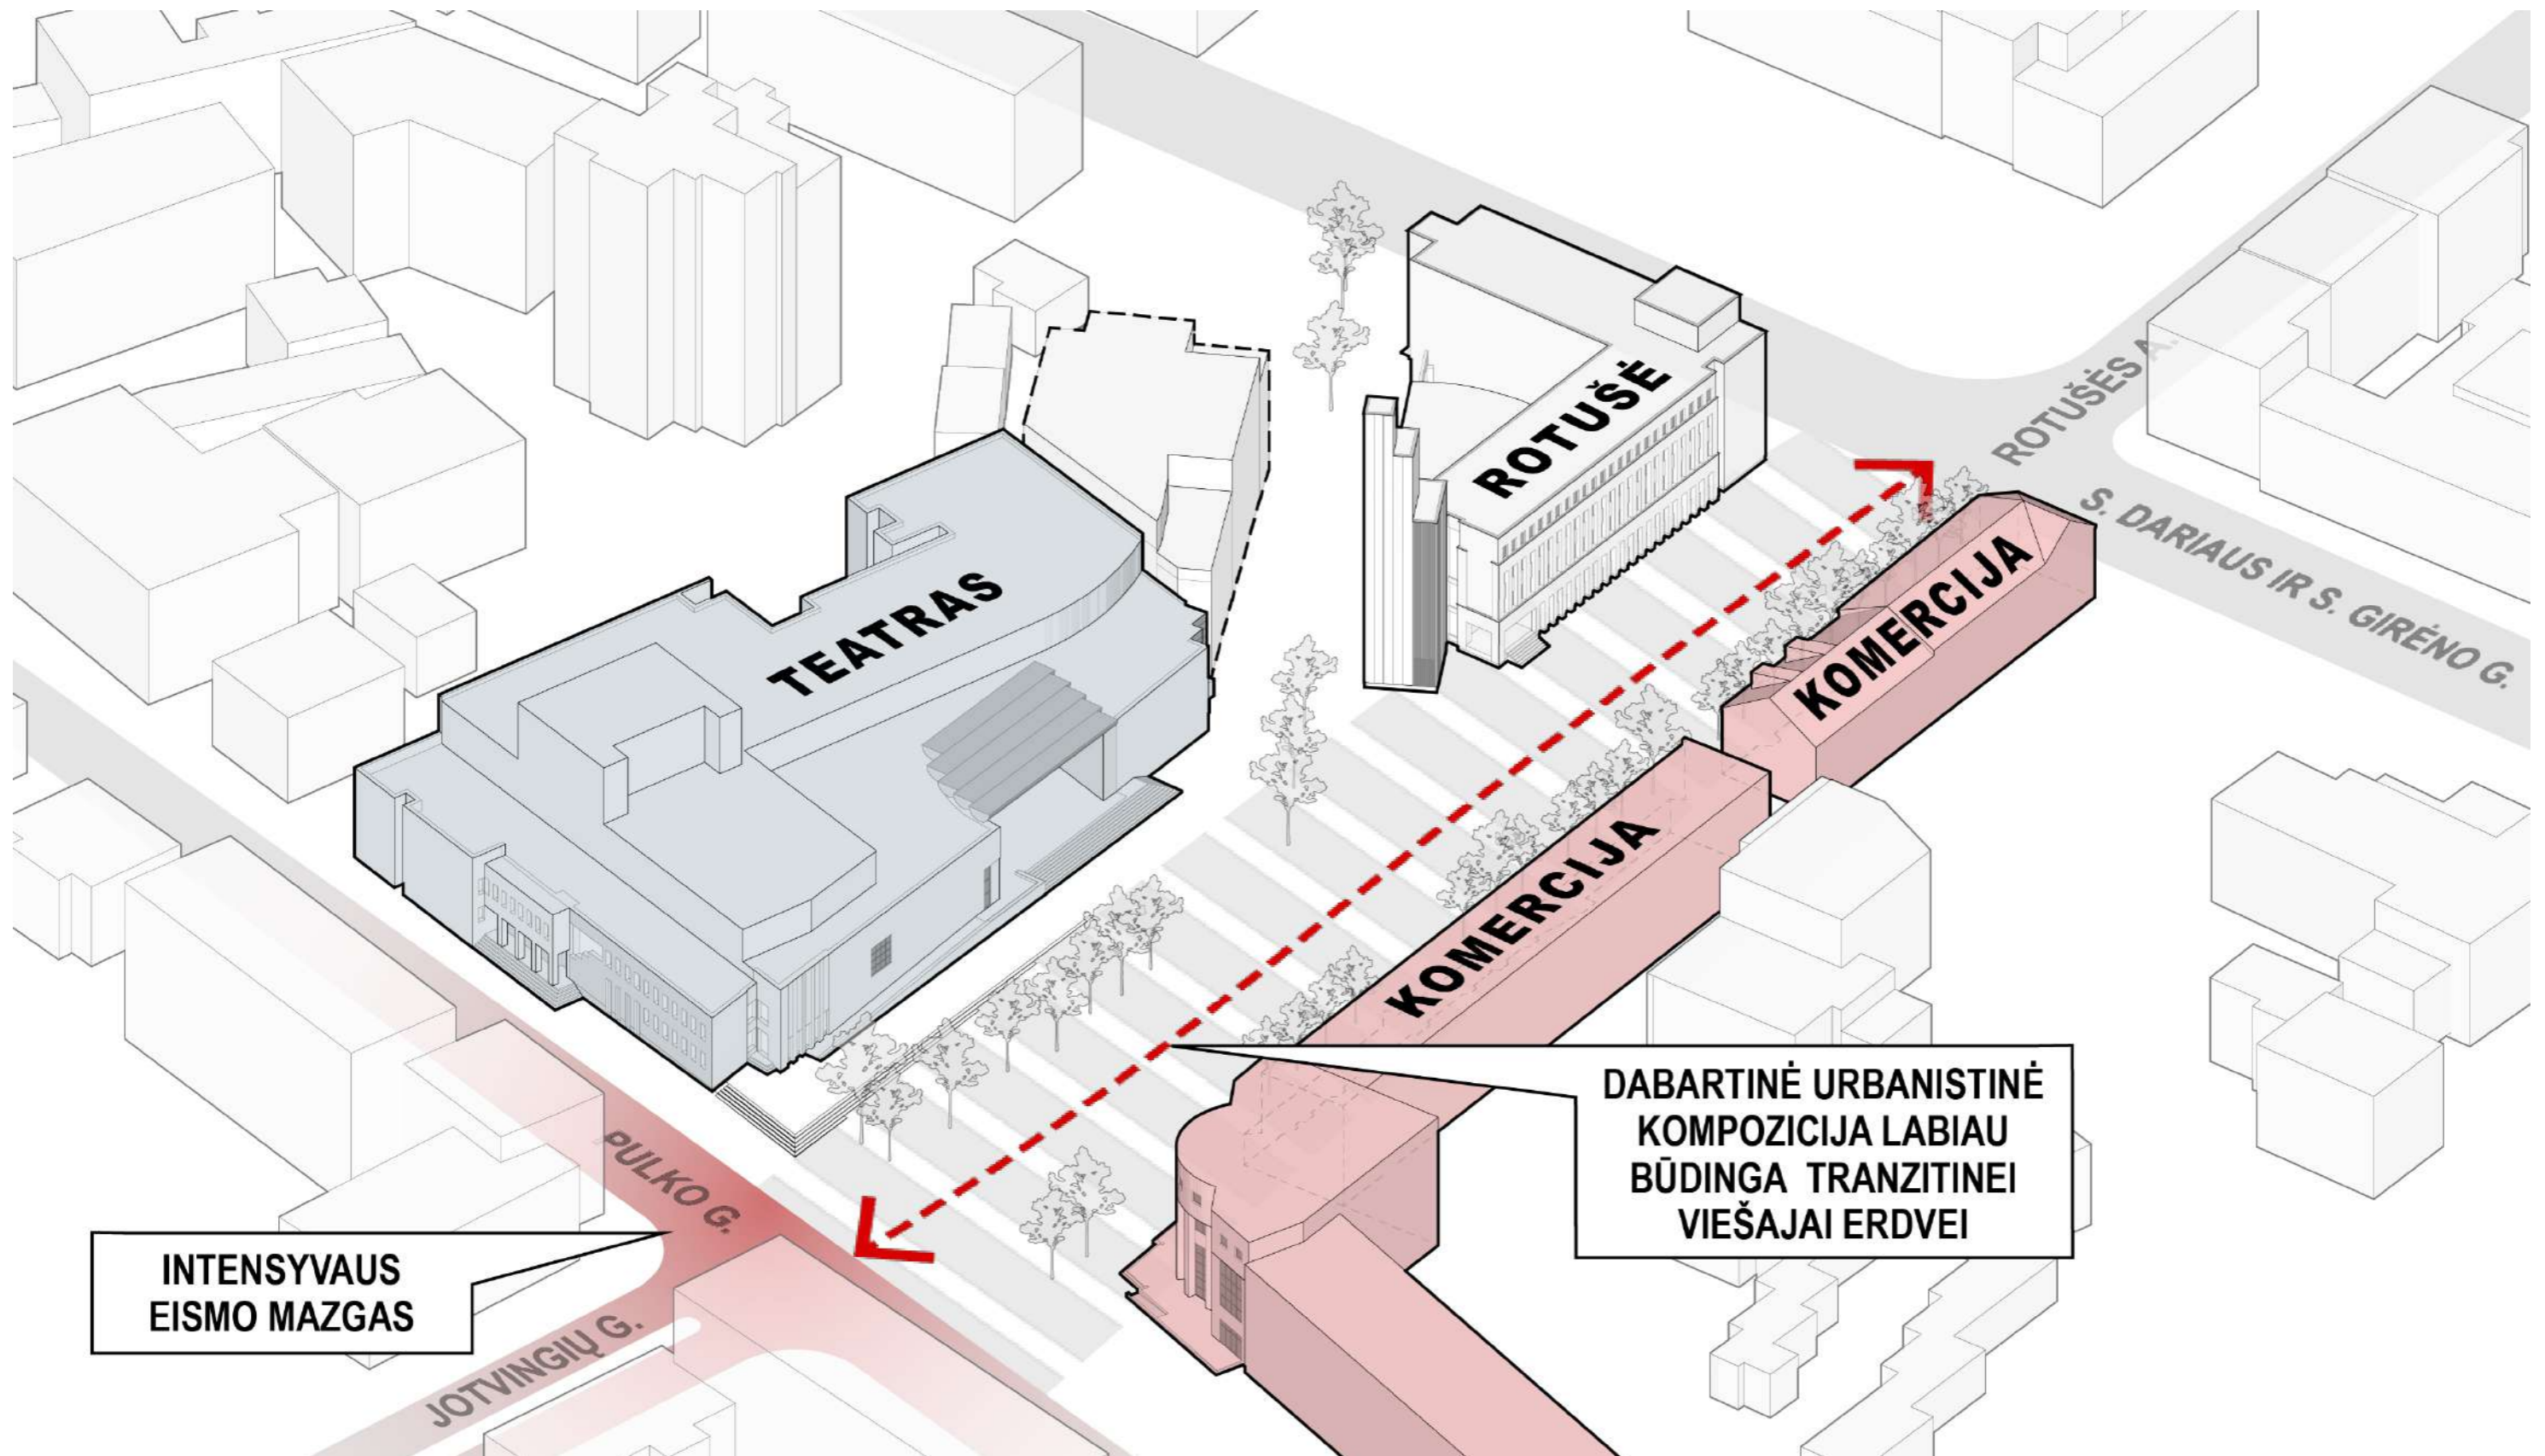 ROTUŠĖ
ROTUŠĖS A.
S. DARIAUS IR S. GIRĖNO G.
TEATRAS
KOMERCIJA
KOMERCIJA
DABARTINĖ URBANISTINĖ
KOMPOZICIJA LABIAU
BŪDINGA TRANZITINEI
VIEŠAJAI ERDVEI
PULKO G.
INTENSYVAUS
EISMO MAZGAS
JOTVINGIŲ G.